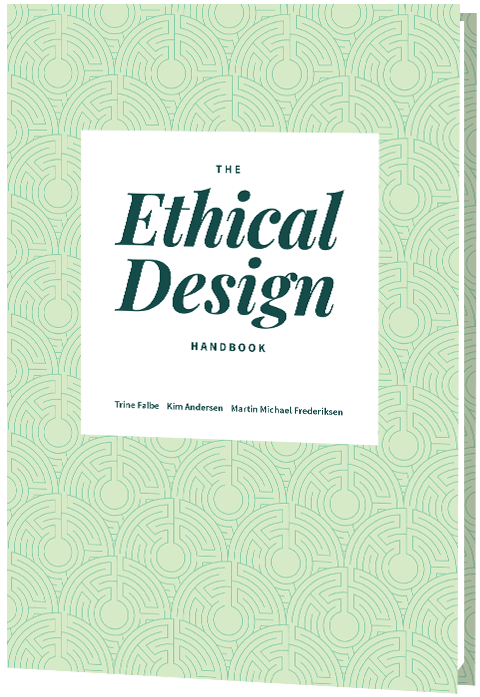 THE
Ethical
Design
HANDBOOK
Trine Falbe Kim Andersen Martin Michael Frederiksen